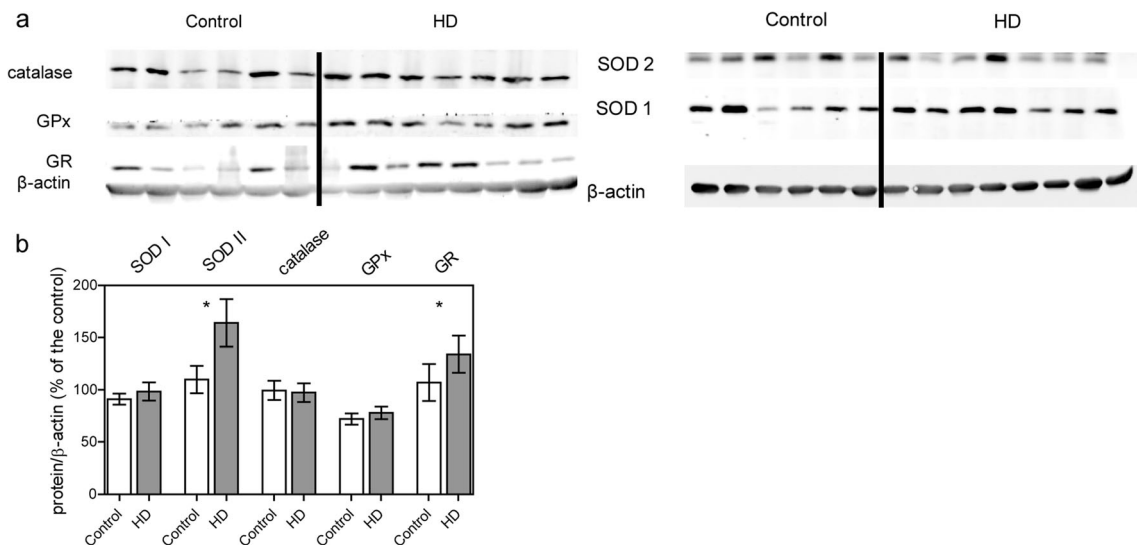 a
Control HD
catalase
GPx
GR
β-actin
Control HD
SOD 2
SOD 1
β-actin
b
SOD I SOD II catalase GPx GR
protein/β-actin (% of the control)
200
150
100
50
0
* *
Control HD Control HD Control HD Control HD Control HD